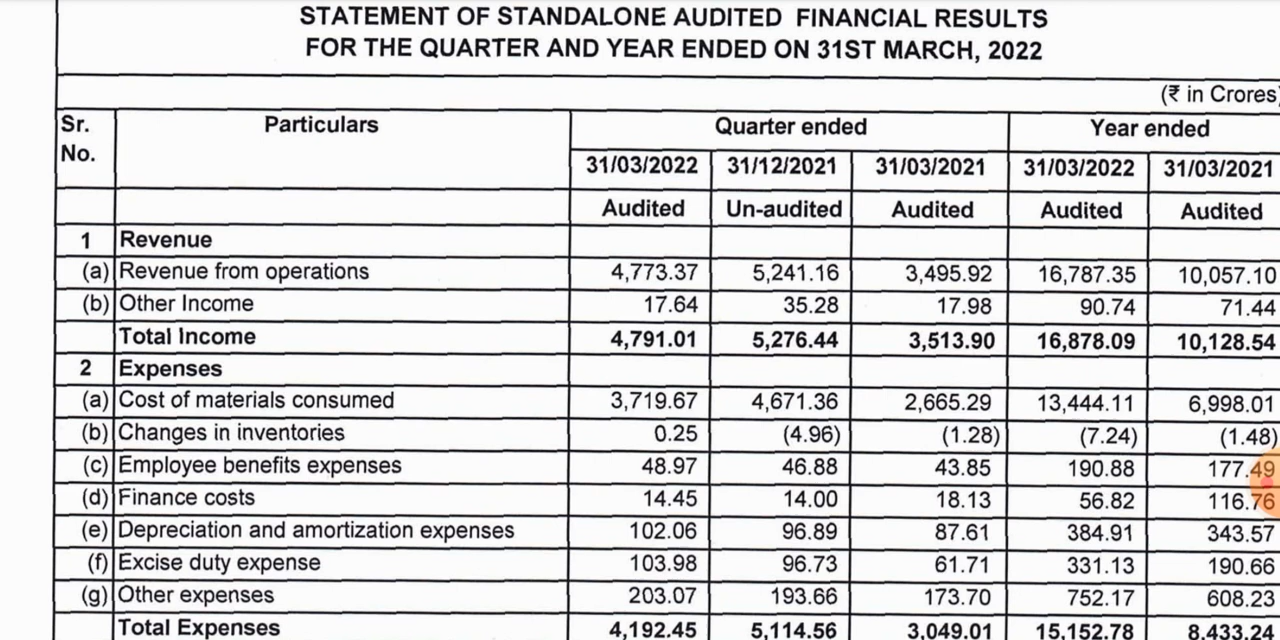 STATEMENT OF STANDALONE AUDITED FINANCIAL RESULTS
FOR THE QUARTER AND YEAR ENDED ON 31ST MARCH, 2022
(₹ in Crores)
Sr. No. Particulars Quarter ended Year ended
31/03/2022 31/12/2021 31/03/2021 31/03/2022 31/03/2021
Audited Un-audited Audited Audited Audited
1 Revenue
(a) Revenue from operations 4,773.37 5,241.16 3,495.92 16,787.35 10,057.10
(b) Other Income 17.64 35.28 17.98 90.74 71.44
Total Income 4,791.01 5,276.44 3,513.90 16,878.09 10,128.54
2 Expenses
(a) Cost of materials consumed 3,719.67 4,671.36 2,665.29 13,444.11 6,998.01
(b) Changes in inventories 0.25 (4.96) (1.28) (7.24) (1.48)
(c) Employee benefits expenses 48.97 46.88 43.85 190.88 177.49
(d) Finance costs 14.45 14.00 18.13 56.82 116.76
(e) Depreciation and amortization expenses 102.06 96.89 87.61 384.91 343.57
(f) Excise duty expense 103.98 96.73 61.71 331.13 190.66
(g) Other expenses 203.07 193.66 173.70 752.17 608.23
Total Expenses 4,192.45 5,114.56 3,049.01 15,152.78 8,433.24